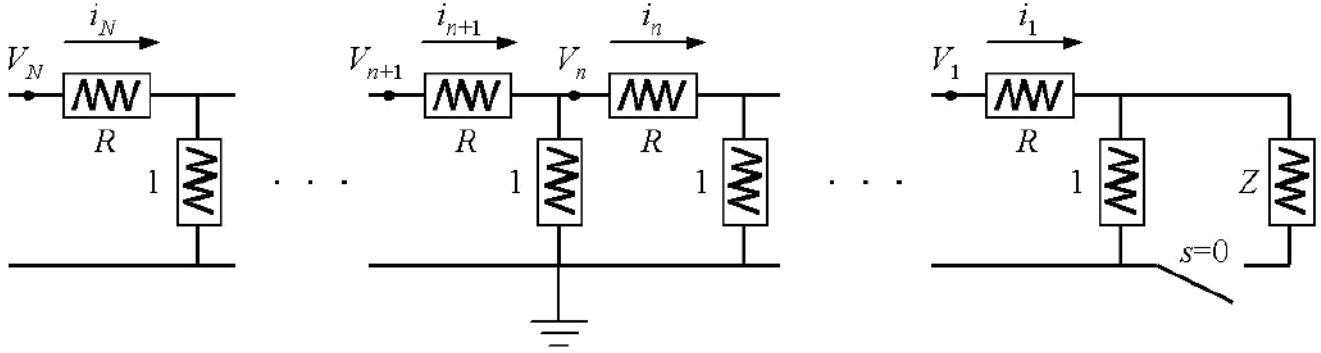 i_N i_{n+1} i_n i_1
V_N V_{n+1} V_n V_1
R R R R
1 1 1 1 Z
. . . . . .
s=0